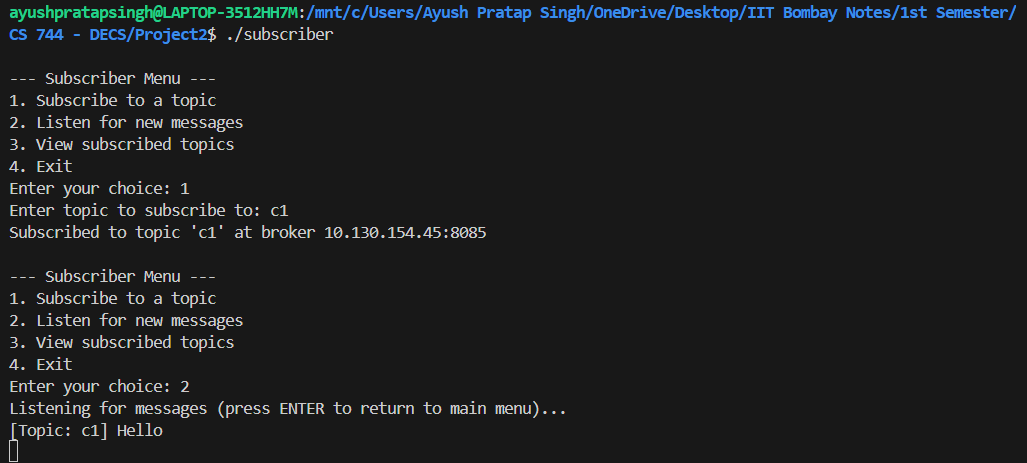 ayushpratapsingh@LAPTOP-3512HH7M:/mnt/c/Users/Ayush Pratap Singh/OneDrive/Desktop/IIT Bombay Notes/1st Semester/
CS 744 - DECS/Project2$ ./subscriber
--- Subscriber Menu ---
1. Subscribe to a topic
2. Listen for new messages
3. View subscribed topics
4. Exit
Enter your choice: 1
Enter topic to subscribe to: c1
Subscribed to topic 'c1' at broker 10.130.154.45:8085
--- Subscriber Menu ---
1. Subscribe to a topic
2. Listen for new messages
3. View subscribed topics
4. Exit
Enter your choice: 2
Listening for messages (press ENTER to return to main menu)...
[Topic: c1] Hello